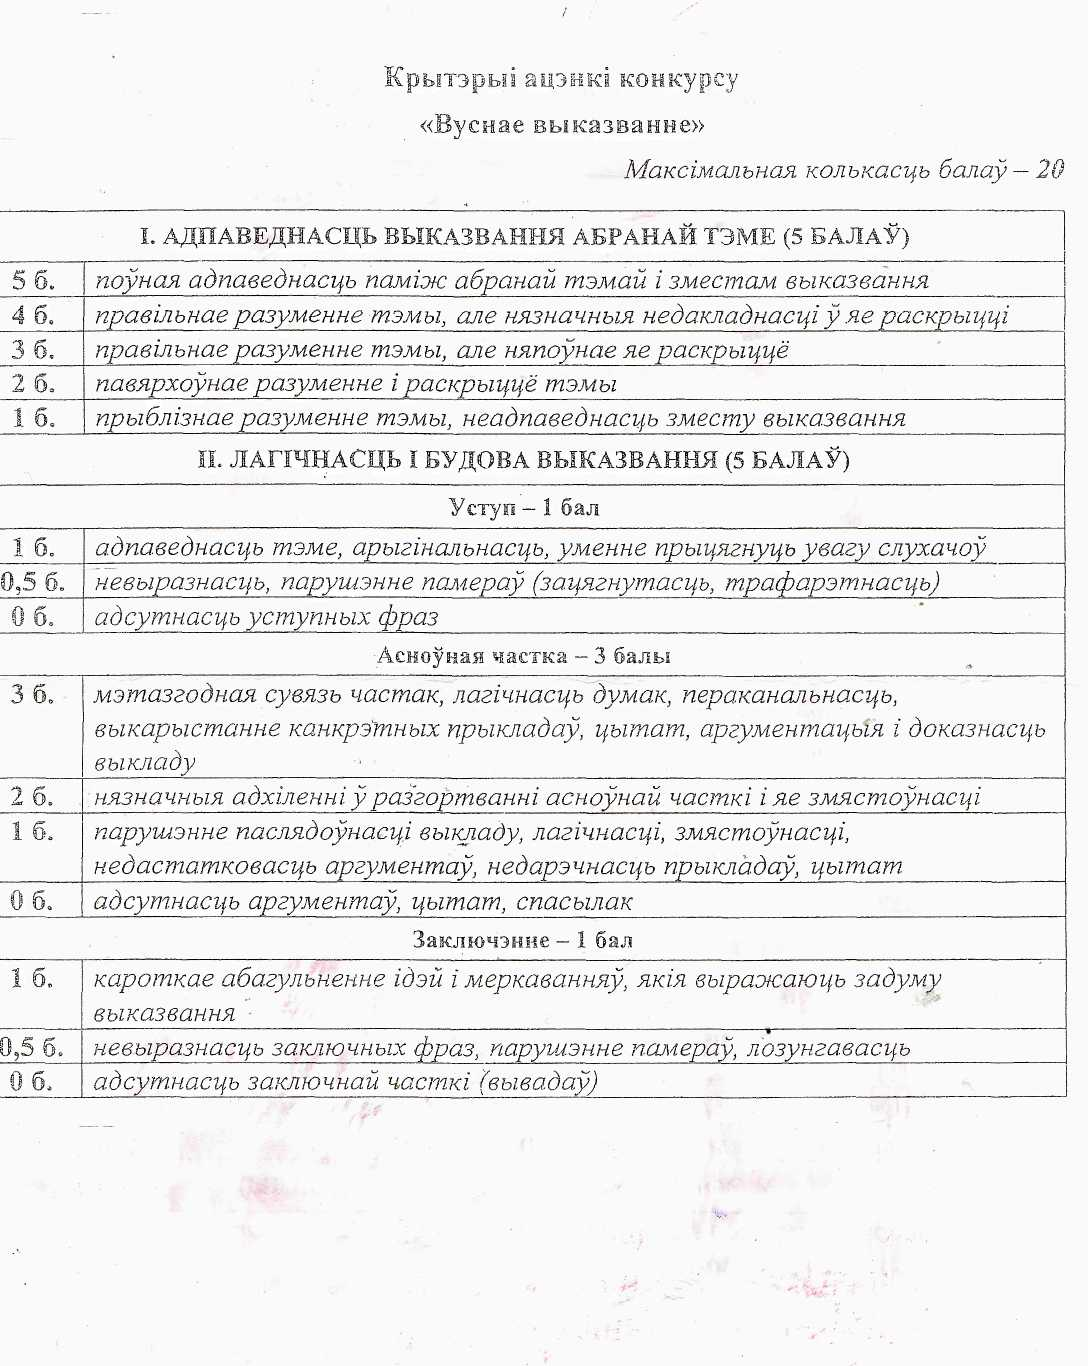 Крытэрыі ацэнкі конкурсу
«Вуснае выказванне»
Максімальная колькасць балаў – 20
І. АДПАВЕДНАСЦЬ ВЫКАЗВАННЯ АБРАНАЙ ТЭМЕ (5 БАЛАЎ)
5 б. поўная адпаведнасць паміж абранай тэмай і зместам выказвання
4 б. правільнае разуменне тэмы, але нязначныя недакладнасці ў яе раскрыцці
3 б. правільнае разуменне тэмы, але няпоўнае яе раскрыццё
2 б. павярхоўнае разуменне і раскрыццё тэмы
1 б. прыблізнае разуменне тэмы, неадпаведнасць зместу выказвання
ІІ. ЛАГІЧНАСЦЬ І БУДОВА ВЫКАЗВАННЯ (5 БАЛАЎ)
Уступ – 1 бал
1 б. адпаведнасць тэме, арыгінальнасць, уменне прыцягнуць увагу слухачоў
0,5 б. невыразнасць, парушэнне памераў (зацягнутасць, трафарэтнасць)
0 б. адсутнасць уступных фраз
Асноўная частка – 3 балы
3 б. мэтазгодная сувязь частак, лагічнасць думак, пераканальнасць,
выкарыстанне канкрэтных прыкладаў, цытат, аргументацыя і доказнасць
выкладу
2 б. нязначныя адхіленні ў разгортванні асноўнай часткі і яе змястоўнасці
1 б. парушэнне паслядоўнасці выкладу, лагічнасці, змястоўнасці,
недастатковасць аргументаў, недарэчнасць прыкладаў, цытат
0 б. адсутнасць аргументаў, цытат, спасылак
Заключэнне – 1 бал
1 б. кароткае абагульненне ідэй і меркаванняў, якія выражаюць задуму
выказвання
0,5 б. невыразнасць заключных фраз, парушэнне памераў, лозунгавасць
0 б. адсутнасць заключнай часткі (вывадаў)